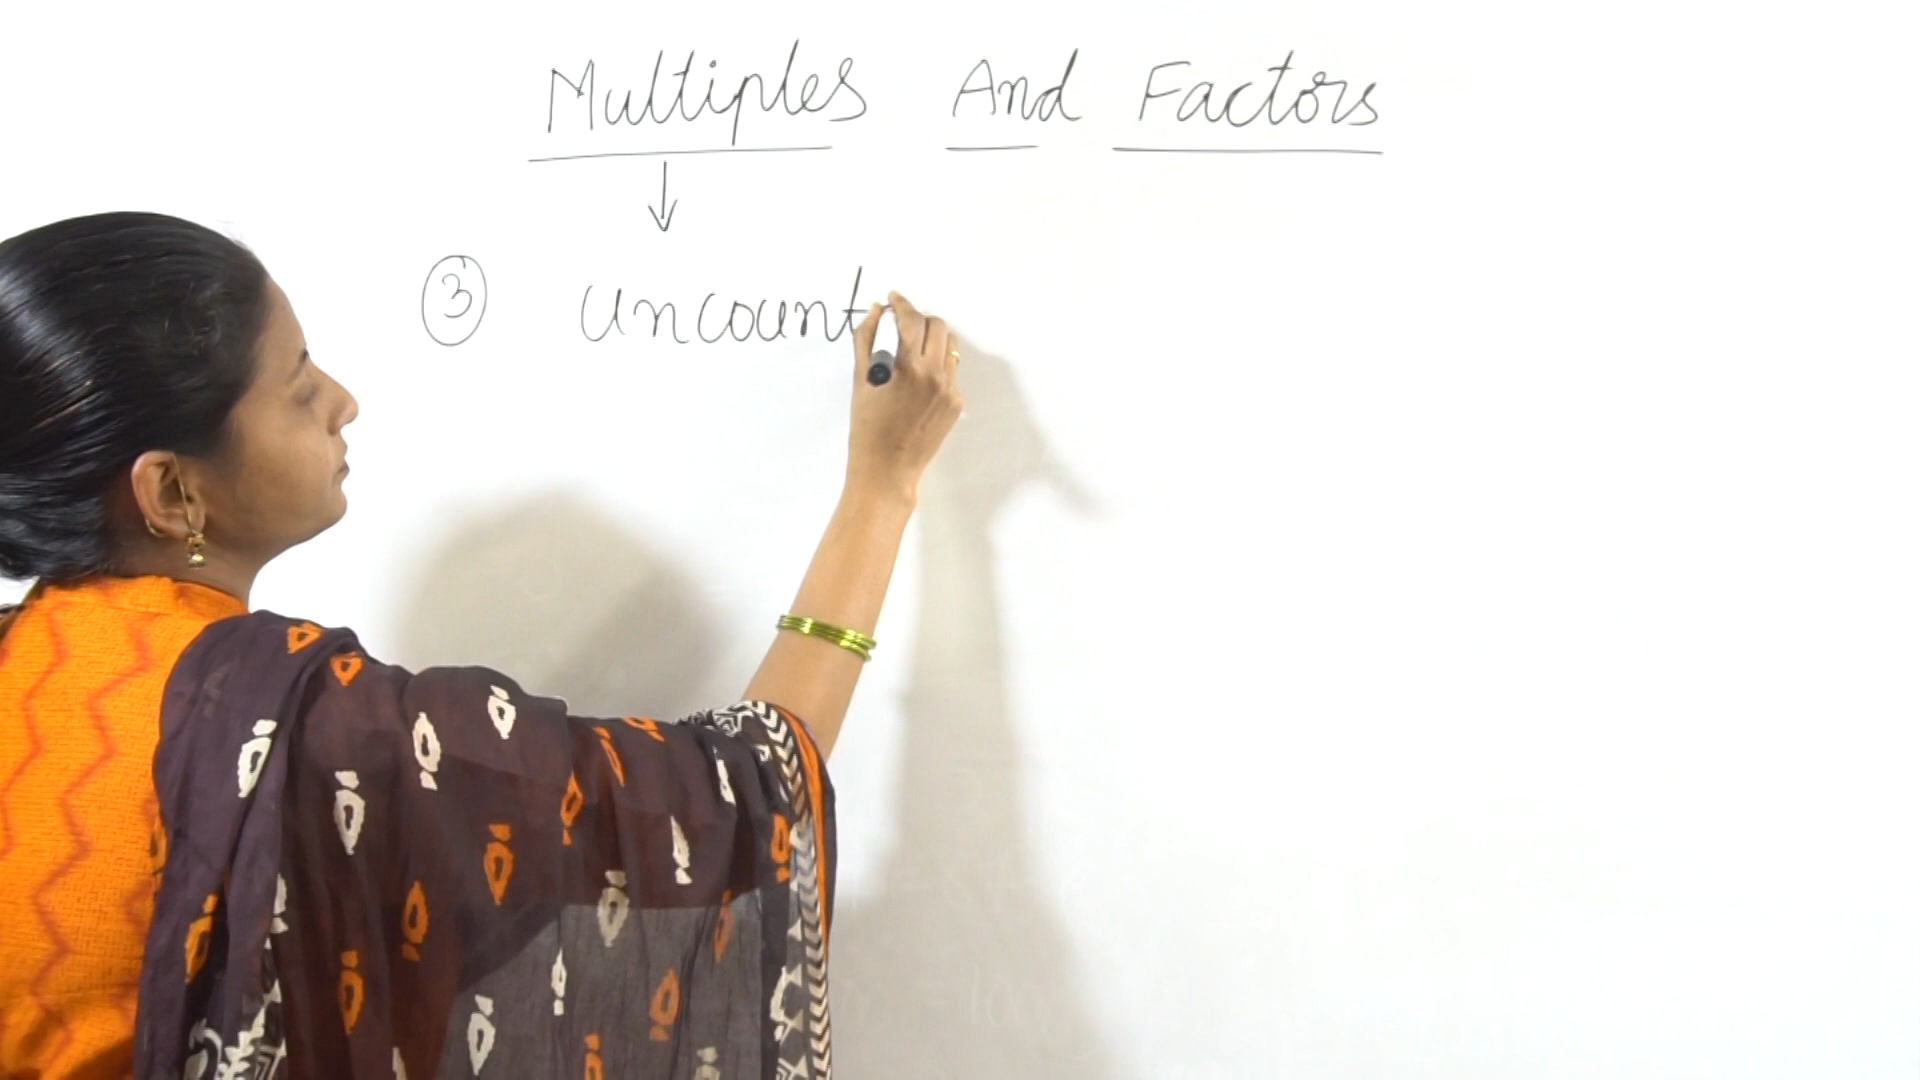 Multiples And Factors
③ uncount